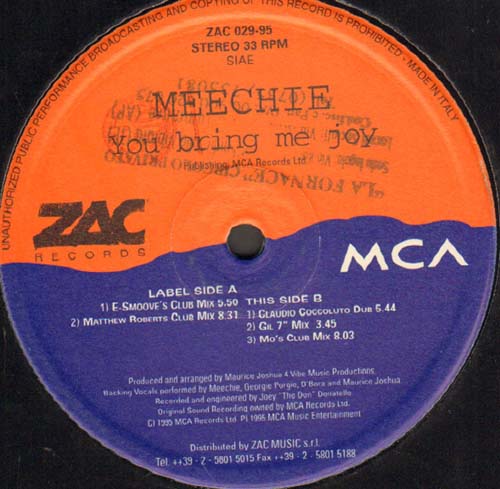 UNAUTHORIZED PUBLIC PERFORMANCE BROADCASTING AND COPYING OF THIS RECORD IS PROHIBITED - MADE IN ITALY
ZAC 029-95
STEREO 33 RPM
SIAE
MEECHIE
You bring me joy
Publishing: MCA Records Ltd.
"LA FORNACE" CIRCOLO PRIVATO
ZAC
RECORDS
MCA
LABEL SIDE A
1) E-SMOOVE'S CLUB MIX 5.50
2) MATTHEW ROBERTS CLUB MIX 8:31
THIS SIDE B
1) CLAUDIO COCCOLUTO DUB 6.44
2) GIL 7" MIX 3.45
3) MO'S CLUB MIX 8.03
Produced and arranged by Maurice Joshua 4 Vibe Music Productions.
Backing Vocals performed by Meechie, Georgie Porgie, D'Bora and Maurice Joshua
Recorded and engineered by Joey "The Don" Donatello
Original Sound Recording owned by MCA Records Ltd.
C) 1995 MCA Records Ltd. P) 1995 MCA Music Entertainment
Distributed by ZAC MUSIC s.r.l.
Tel. ++39 - 2 - 5801 5015 Fax ++39 - 2 - 5801 5188